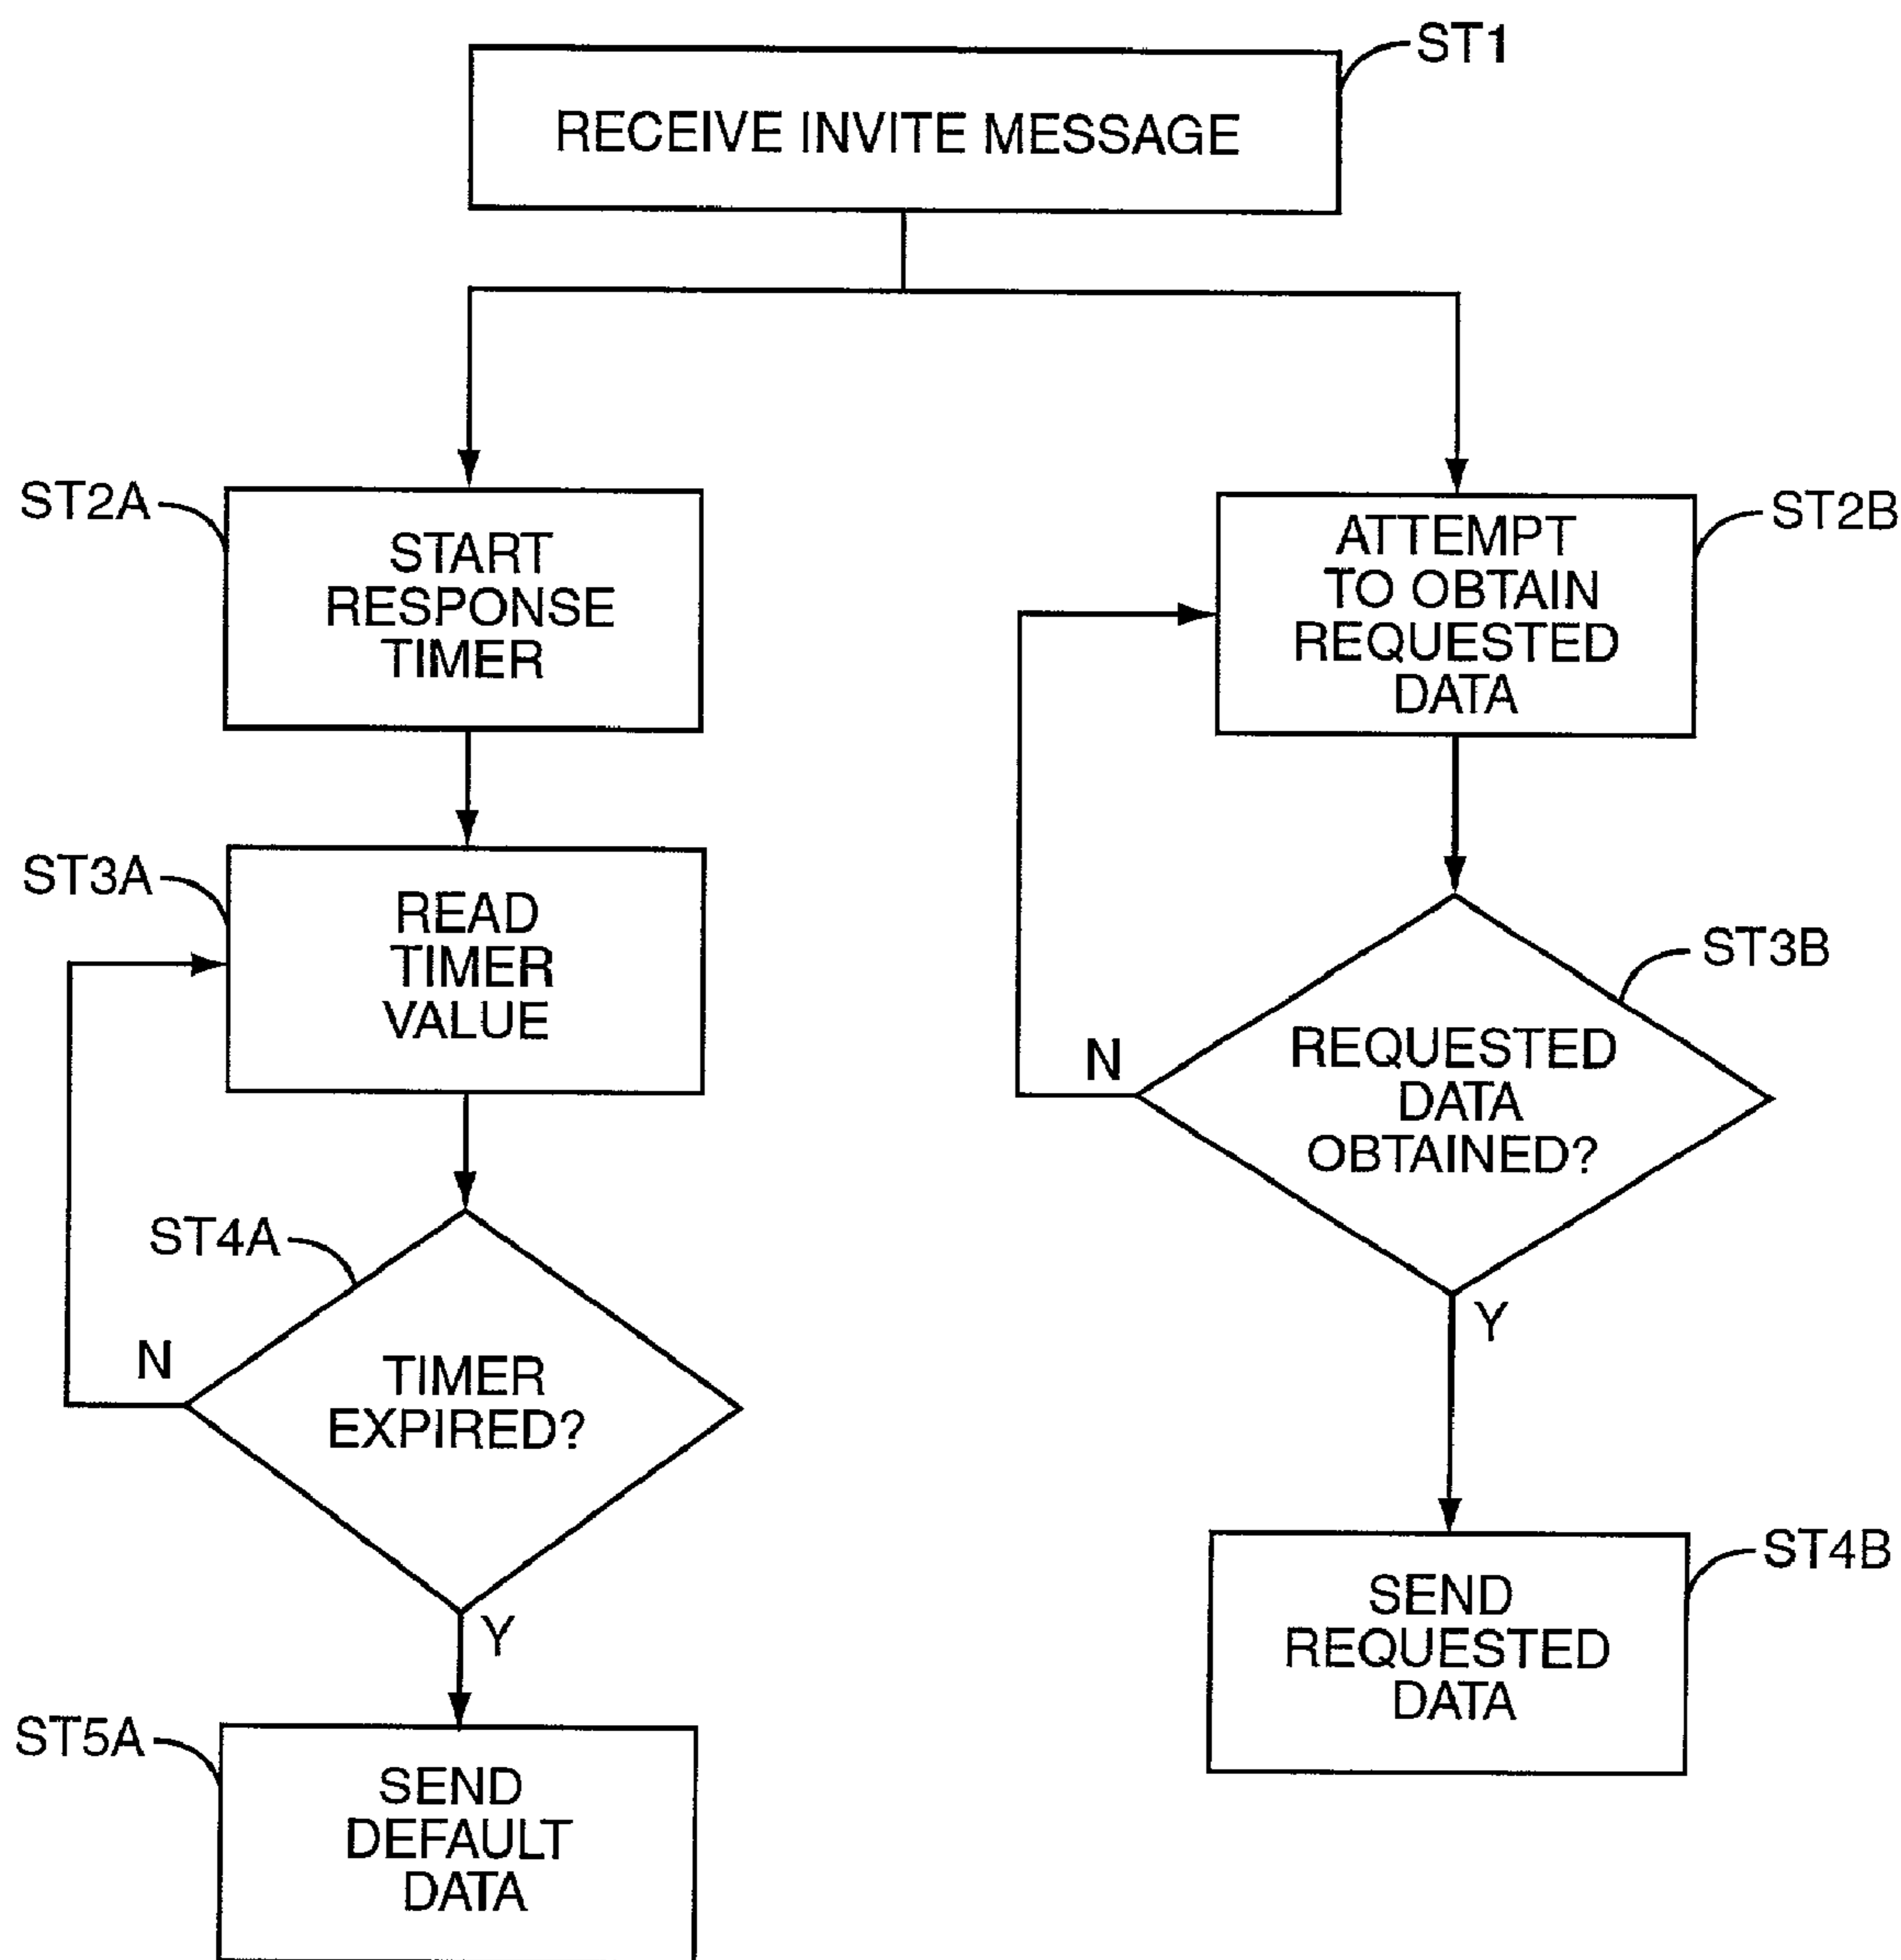 ST1
RECEIVE INVITE MESSAGE
ST2A
START
RESPONSE
TIMER
ST2B
ATTEMPT
TO OBTAIN
REQUESTED
DATA
ST3A
READ
TIMER
VALUE
ST3B
REQUESTED
DATA
OBTAINED?
N
Y
ST4A
TIMER
EXPIRED?
N
Y
ST4B
SEND
REQUESTED
DATA
ST5A
SEND
DEFAULT
DATA